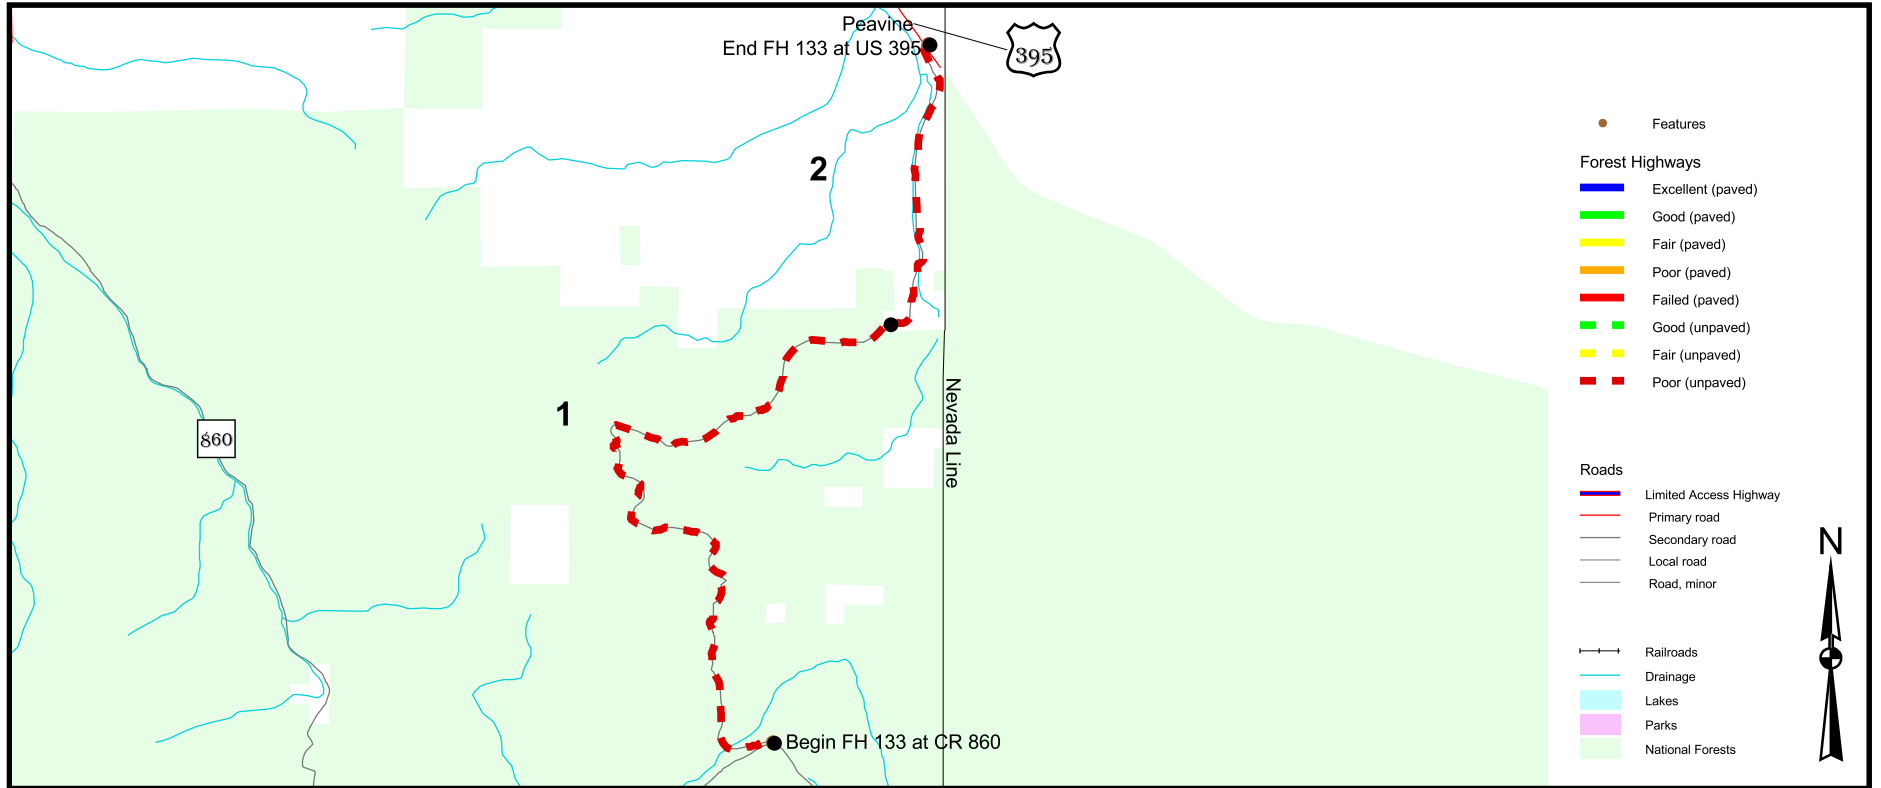 Peavine
End FH 133 at US 395
395
2
1
860
Nevada Line
Begin FH 133 at CR 860
Features
Forest Highways
Excellent (paved)
Good (paved)
Fair (paved)
Poor (paved)
Failed (paved)
Good (unpaved)
Fair (unpaved)
Poor (unpaved)
Roads
Limited Access Highway
Primary road
Secondary road
Local road
Road, minor
N
Railroads
Drainage
Lakes
Parks
National Forests